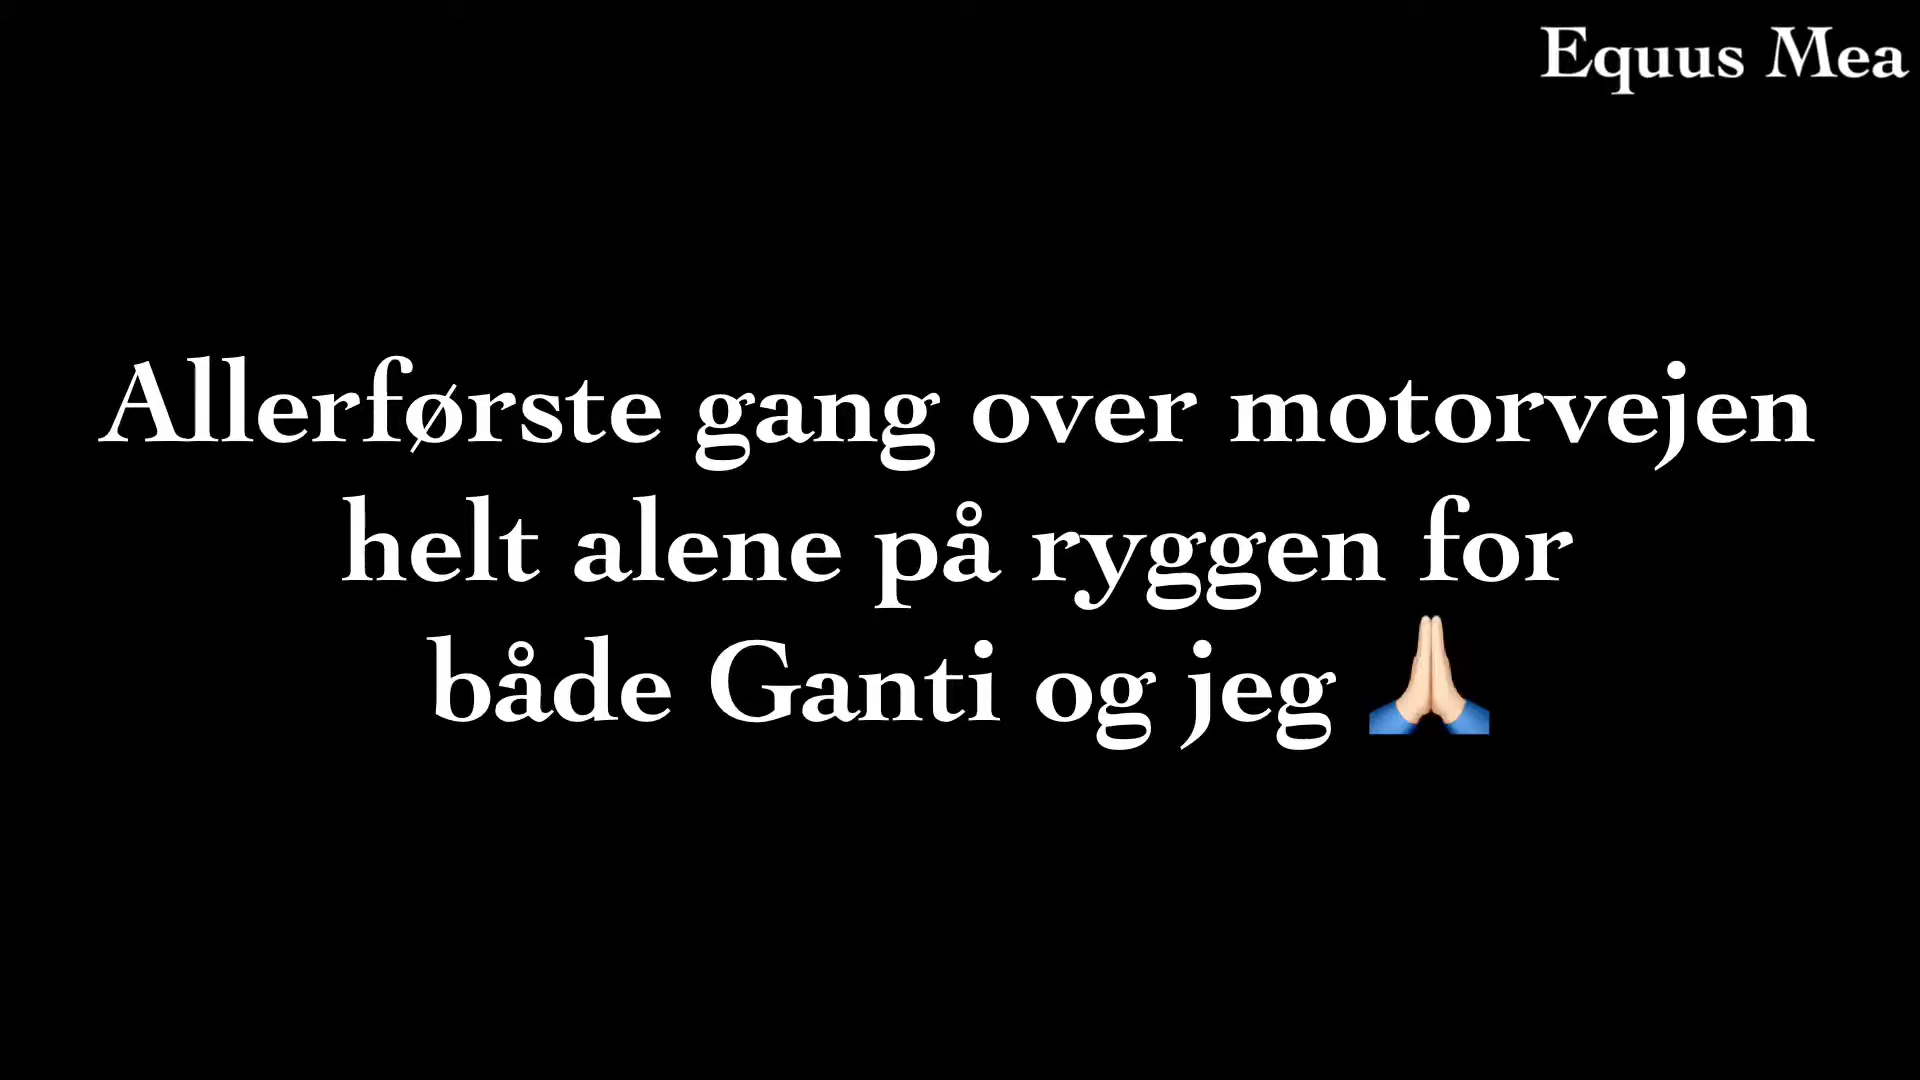 Equus Mea
Allerførste gang over motorvejen
helt alene på ryggen for
både Ganti og jeg 🙏🏻